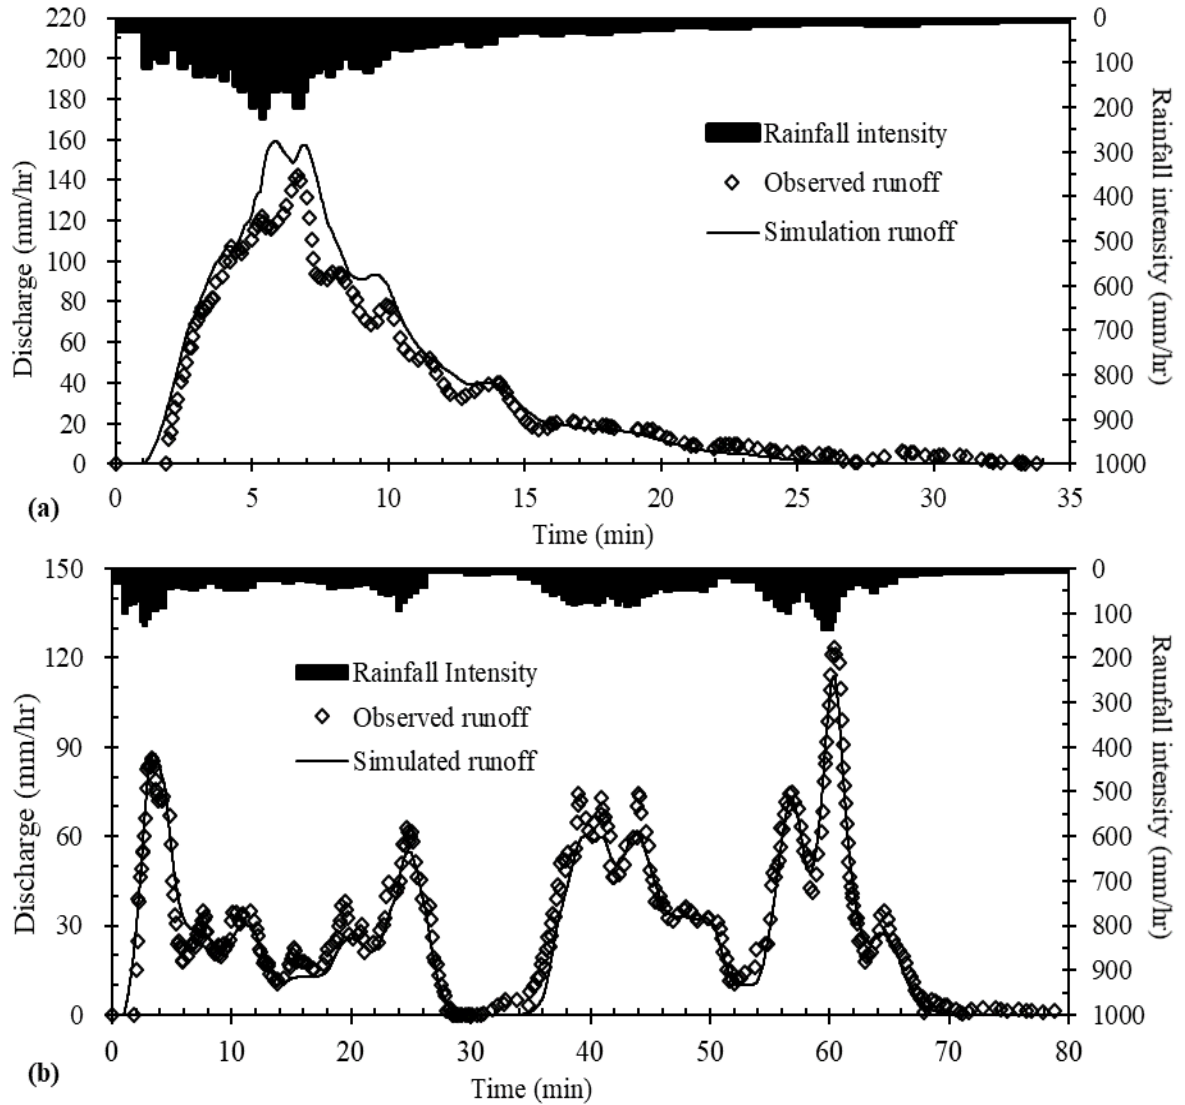 220
200
180
160
140
120
100
80
60
40
20
0
Discharge (mm/hr)
0
100
200
300
400
500
600
700
800
900
1000
Rainfall intensity (mm/hr)
Rainfall intensity
Observed runoff
Simulation runoff
0 5 10 15 20 25 30 35
Time (min)
(a)
150
120
90
60
30
0
Discharge (mm/hr)
0
100
200
300
400
500
600
700
800
900
1000
Raunfall intensity (mm/hr)
Rainfall Intensity
Observed runoff
Simulated runoff
0 10 20 30 40 50 60 70 80
Time (min)
(b)